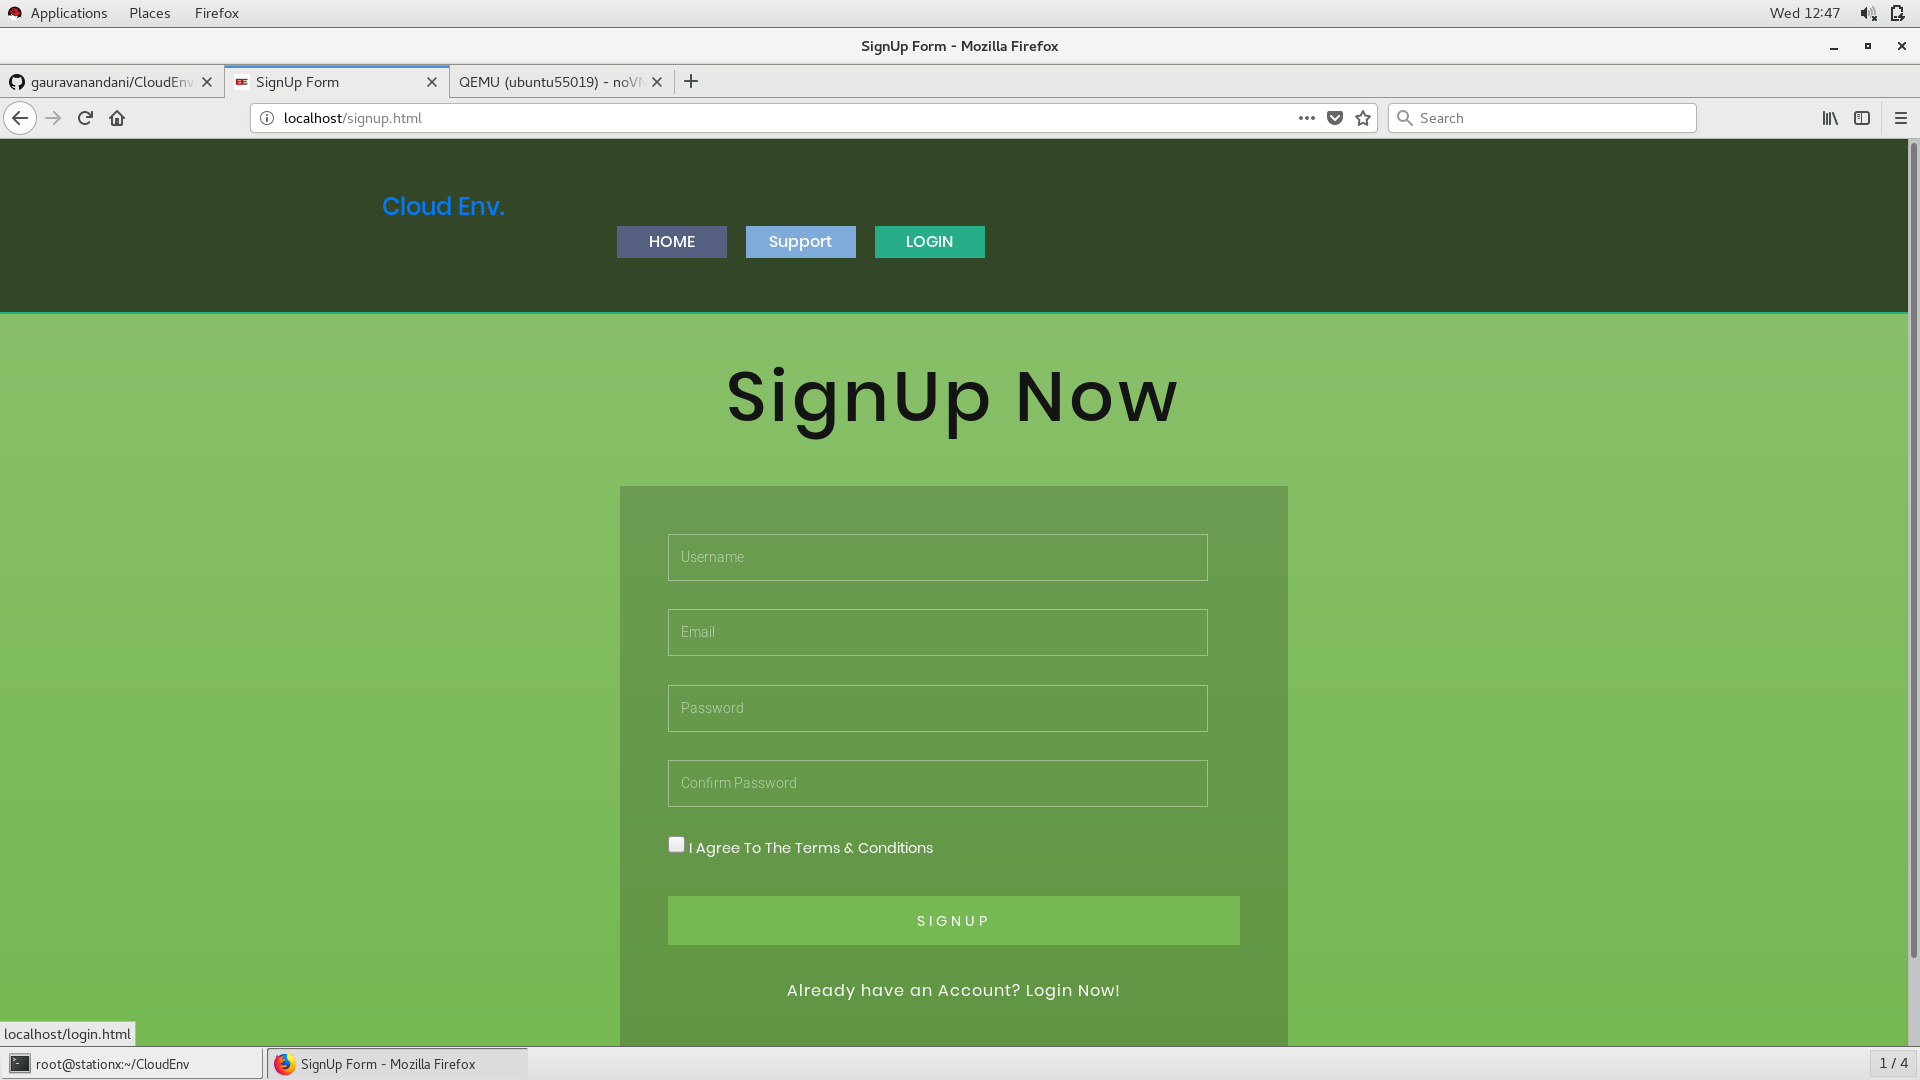 Applications Places Firefox Wed 12:47
SignUp Form - Mozilla Firefox
gauravanandani/CloudEnv SignUp Form QEMU (ubuntu55019) - noVN
localhost/signup.html Search
Cloud Env.
HOME Support LOGIN
SignUp Now
Username
Email
Password
Confirm Password
I Agree To The Terms & Conditions
SIGNUP
Already have an Account? Login Now!
localhost/login.html
root@stationx:~/CloudEnv SignUp Form - Mozilla Firefox 1 / 4